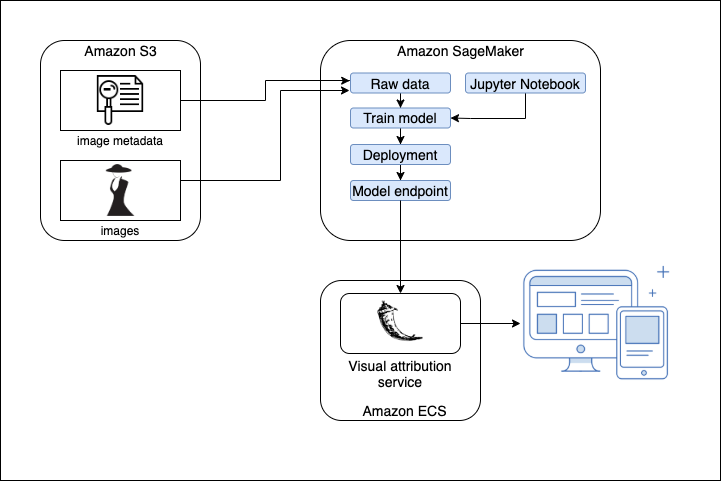 Amazon S3
image metadata
images
Amazon SageMaker
Raw data
Jupyter Notebook
Train model
Deployment
Model endpoint
Visual attribution
service
Amazon ECS